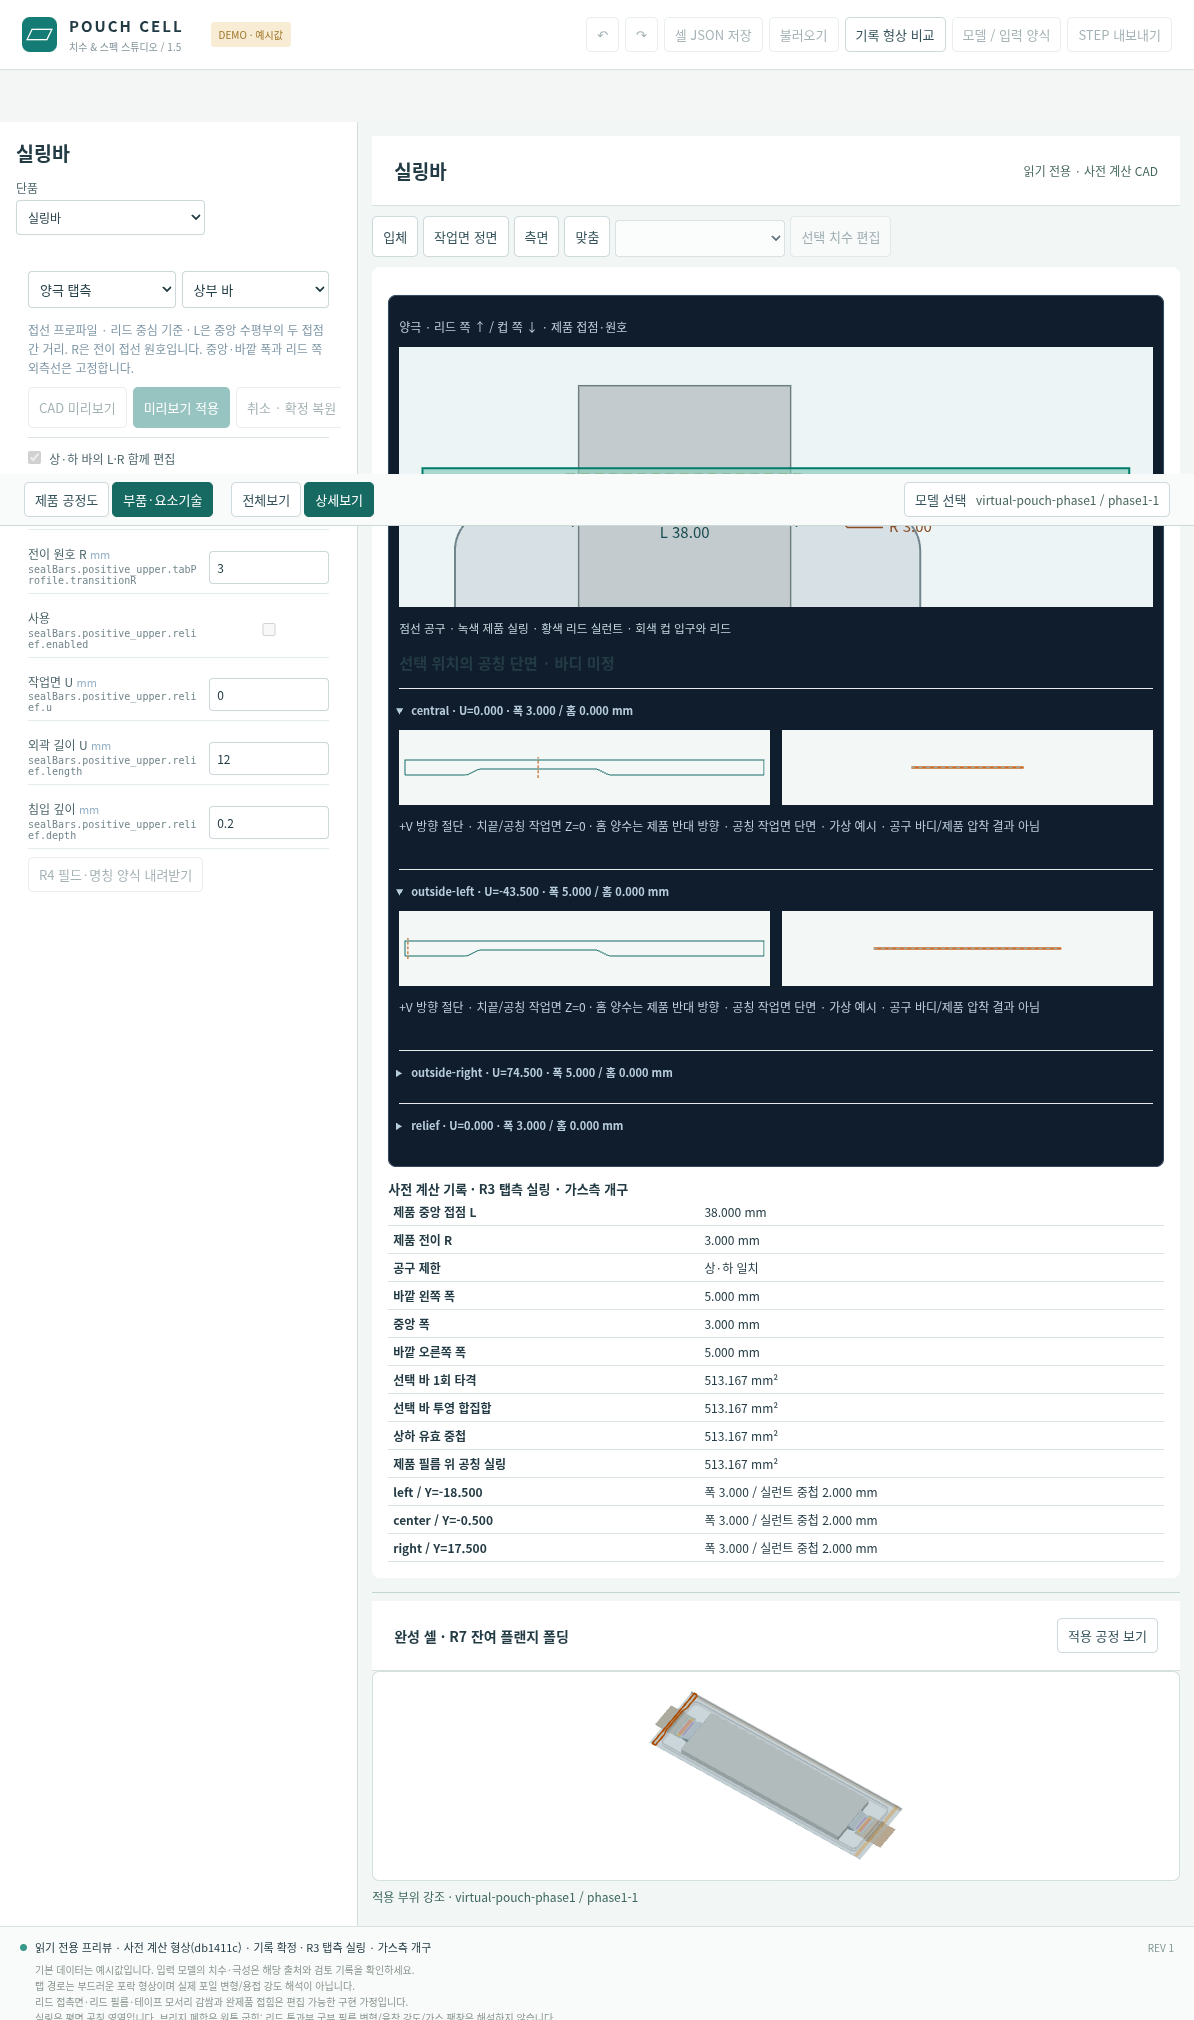 POUCH CELL
치수 & 스펙 스튜디오 / 1.5
DEMO · 예시값
↶
↷
셀 JSON 저장
불러오기
기록 형상 비교
모델 / 입력 양식
STEP 내보내기
실링바
단품
실링바
양극 탭측
상부 바
접선 프로파일 · 리드 중심 기준 · L은 중앙 수평부의 두 접점
간 거리. R은 전이 접선 원호입니다. 중앙·바깥 폭과 리드 쪽
외측선은 고정합니다.
CAD 미리보기
미리보기 적용
취소 · 확정 복원
상·하 바의 L·R 함께 편집
제품 공정도
부품·요소기술
전체보기
상세보기
모델 선택 virtual-pouch-phase1 / phase1-1
전이 원호 R mm
sealBars.positive_upper.tabP
rofile.transitionR
3
사용
sealBars.positive_upper.reli
ef.enabled
작업면 U mm
sealBars.positive_upper.reli
ef.u
0
외곽 길이 U mm
sealBars.positive_upper.reli
ef.length
12
침입 깊이 mm
sealBars.positive_upper.reli
ef.depth
0.2
R4 필드·명칭 양식 내려받기
실링바
읽기 전용 · 사전 계산 CAD
입체
작업면 정면
측면
맞춤
선택 치수 편집
양극 · 리드 쪽 ↑ / 컵 쪽 ↓ · 제품 접점·원호
L 38.00
R 3.00
점선 공구 · 녹색 제품 실링 · 황색 리드 실런트 · 회색 컵 입구와 리드
선택 위치의 공칭 단면 · 바디 미정
▼ central · U=0.000 · 폭 3.000 / 홈 0.000 mm
+V 방향 절단 · 치끝/공칭 작업면 Z=0 · 홈 양수는 제품 반대 방향 · 공칭 작업면 단면 · 가상 예시 · 공구 바디/제품 압착 결과 아님
▼ outside-left · U=-43.500 · 폭 5.000 / 홈 0.000 mm
+V 방향 절단 · 치끝/공칭 작업면 Z=0 · 홈 양수는 제품 반대 방향 · 공칭 작업면 단면 · 가상 예시 · 공구 바디/제품 압착 결과 아님
▶ outside-right · U=74.500 · 폭 5.000 / 홈 0.000 mm
▶ relief · U=0.000 · 폭 3.000 / 홈 0.000 mm
사전 계산 기록 · R3 탭측 실링 · 가스측 개구
제품 중앙 접점 L 38.000 mm
제품 전이 R 3.000 mm
공구 제한 상·하 일치
바깥 왼쪽 폭 5.000 mm
중앙 폭 3.000 mm
바깥 오른쪽 폭 5.000 mm
선택 바 1회 타격 513.167 mm²
선택 바 투영 합집합 513.167 mm²
상하 유효 중첩 513.167 mm²
제품 필름 위 공칭 실링 513.167 mm²
left / Y=-18.500 폭 3.000 / 실런트 중첩 2.000 mm
center / Y=-0.500 폭 3.000 / 실런트 중첩 2.000 mm
right / Y=17.500 폭 3.000 / 실런트 중첩 2.000 mm
완성 셀 · R7 잔여 플랜지 폴딩
적용 공정 보기
적용 부위 강조 · virtual-pouch-phase1 / phase1-1
읽기 전용 프리뷰 · 사전 계산 형상(db1411c) · 기록 확정 · R3 탭측 실링 · 가스측 개구
REV 1
기본 데이터는 예시값입니다. 입력 모델의 치수·극성은 해당 출처와 검토 기록을 확인하세요.
탭 경로는 부드러운 포락 형상이며 실제 포일 변형/용접 강도 해석이 아닙니다.
리드 접촉면·리드 필름·테이프 모서리 감쌈과 완제품 접힘은 편집 가능한 구현 가정입니다.